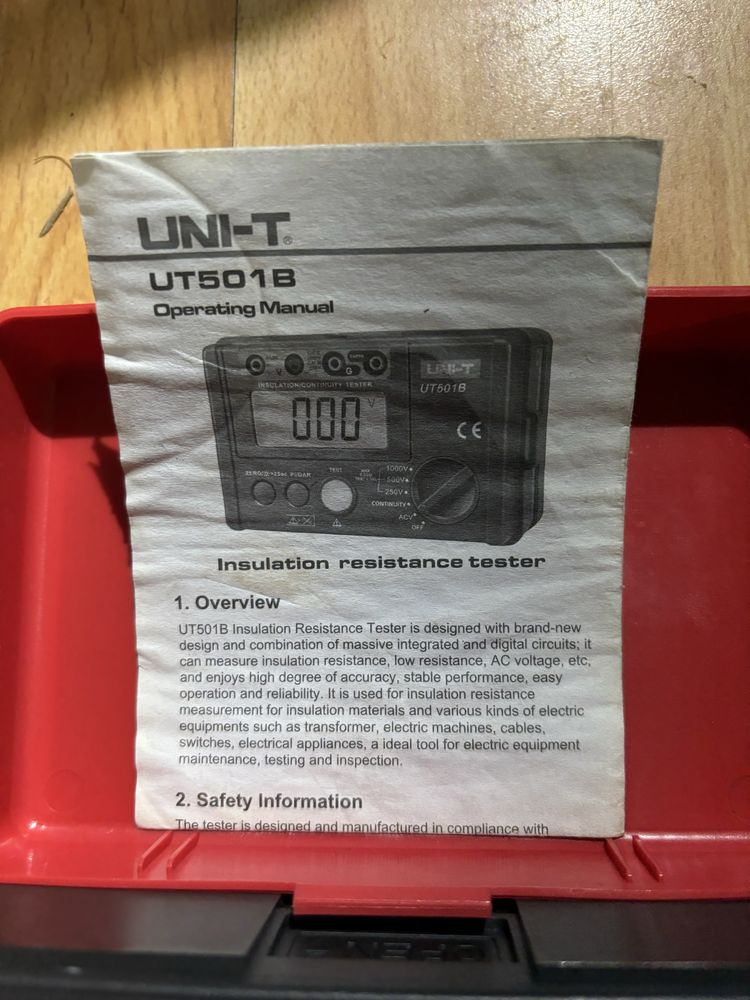 UNI-T®
UT501B
Operating Manual
V
G
INSULATION/CONTINUITY TESTER
UNI-T
UT501B
000 V
CE
TEST
1000V
500V
250V
CONTINUITY
ACV
OFF
Insulation resistance tester
1. Overview
UT501B Insulation Resistance Tester is designed with brand-new
design and combination of massive integrated and digital circuits; it
can measure insulation resistance, low resistance, AC voltage, etc,
and enjoys high degree of accuracy, stable performance, easy
operation and reliability. It is used for insulation resistance
measurement for insulation materials and various kinds of electric
equipments such as transformer, electric machines, cables,
switches, electrical appliances, a ideal tool for electric equipment
maintenance, testing and inspection.
2. Safety Information
The tester is designed and manufactured in compliance with
OPEN